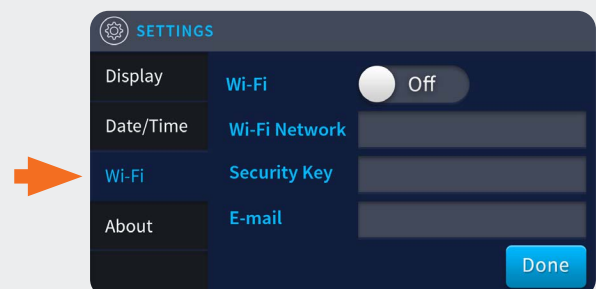 SETTINGS
Display
Date/Time
Wi-Fi
About
Wi-Fi Off
Wi-Fi Network
Security Key
E-mail
Done